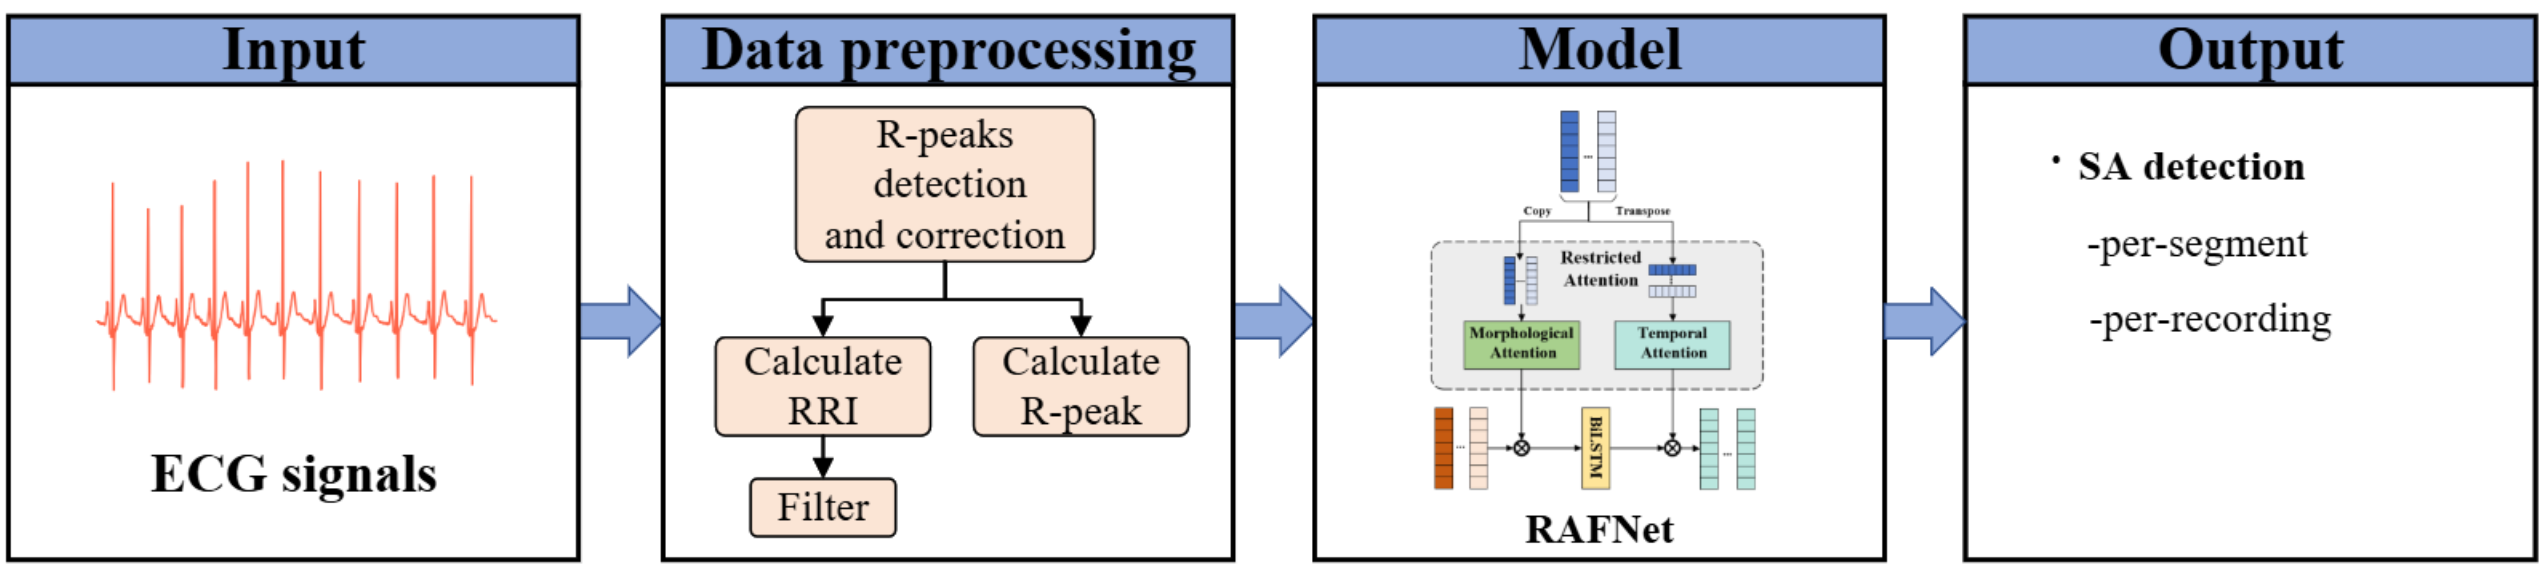 Input
ECG signals
Data preprocessing
R-peaks
detection
and correction
Calculate
RRI
Calculate
R-peak
Filter
Model
...
Copy
Transpose
Restricted
Attention
Morphological
Attention
Temporal
Attention
...
BiLSTM
...
RAFNet
Output
· SA detection
-per-segment
-per-recording